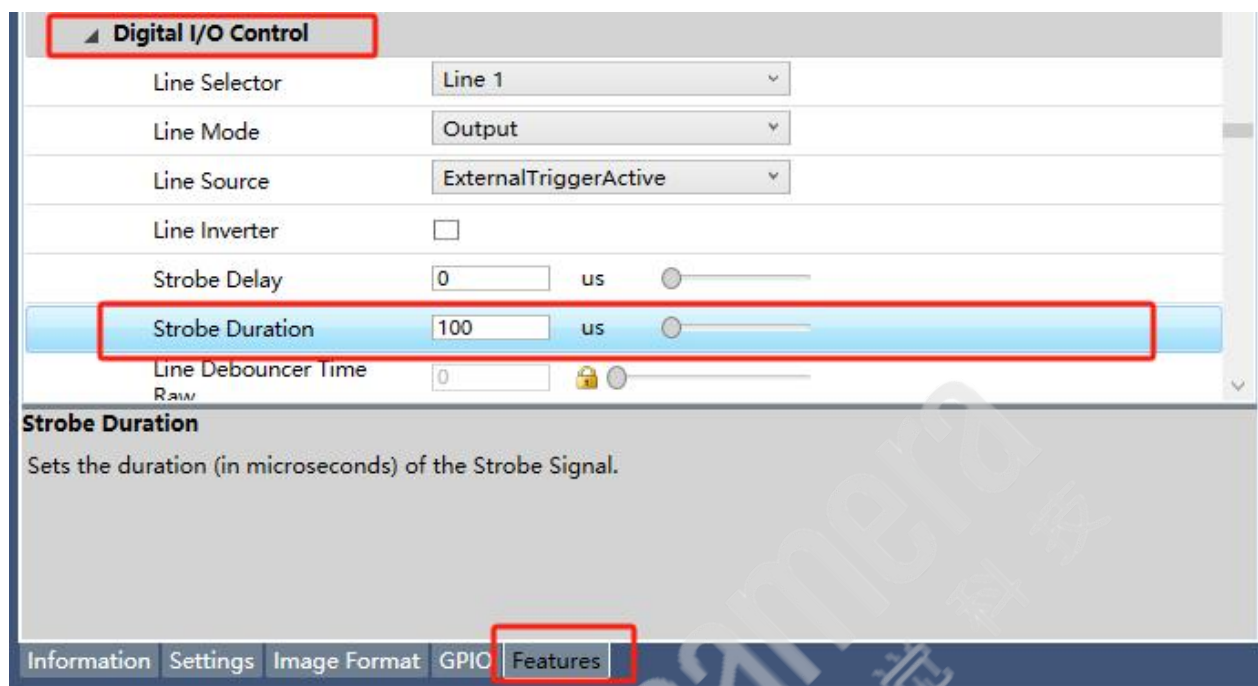 Digital I/O Control
Line Selector Line 1
Line Mode Output
Line Source ExternalTriggerActive
Line Inverter
Strobe Delay 0 us
Strobe Duration 100 us
Line Debouncer Time
Raw 0
Strobe Duration
Sets the duration (in microseconds) of the Strobe Signal.
Information Settings Image Format GPIO Features